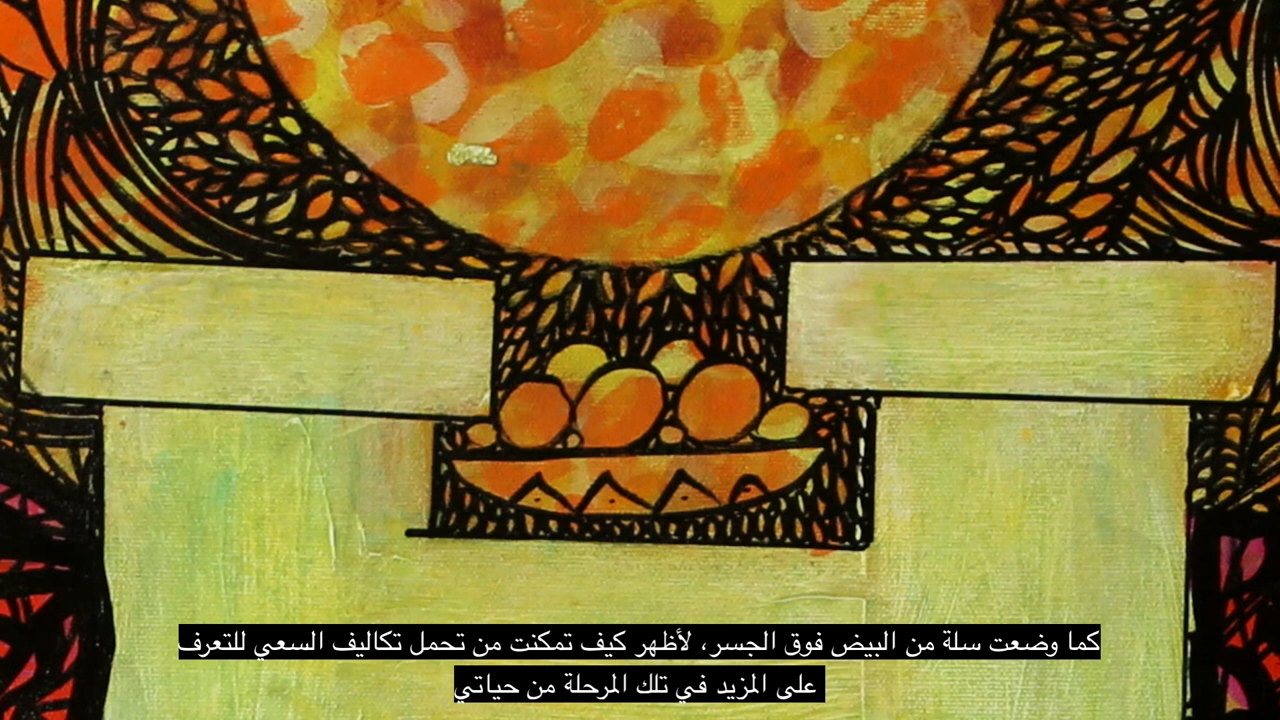 كما وضعت سلة من البيض فوق الجسر، لأظهر كيف تمكنت من تحمل تكاليف السعي للتعرف
على المزيد في تلك المرحلة من حياتي